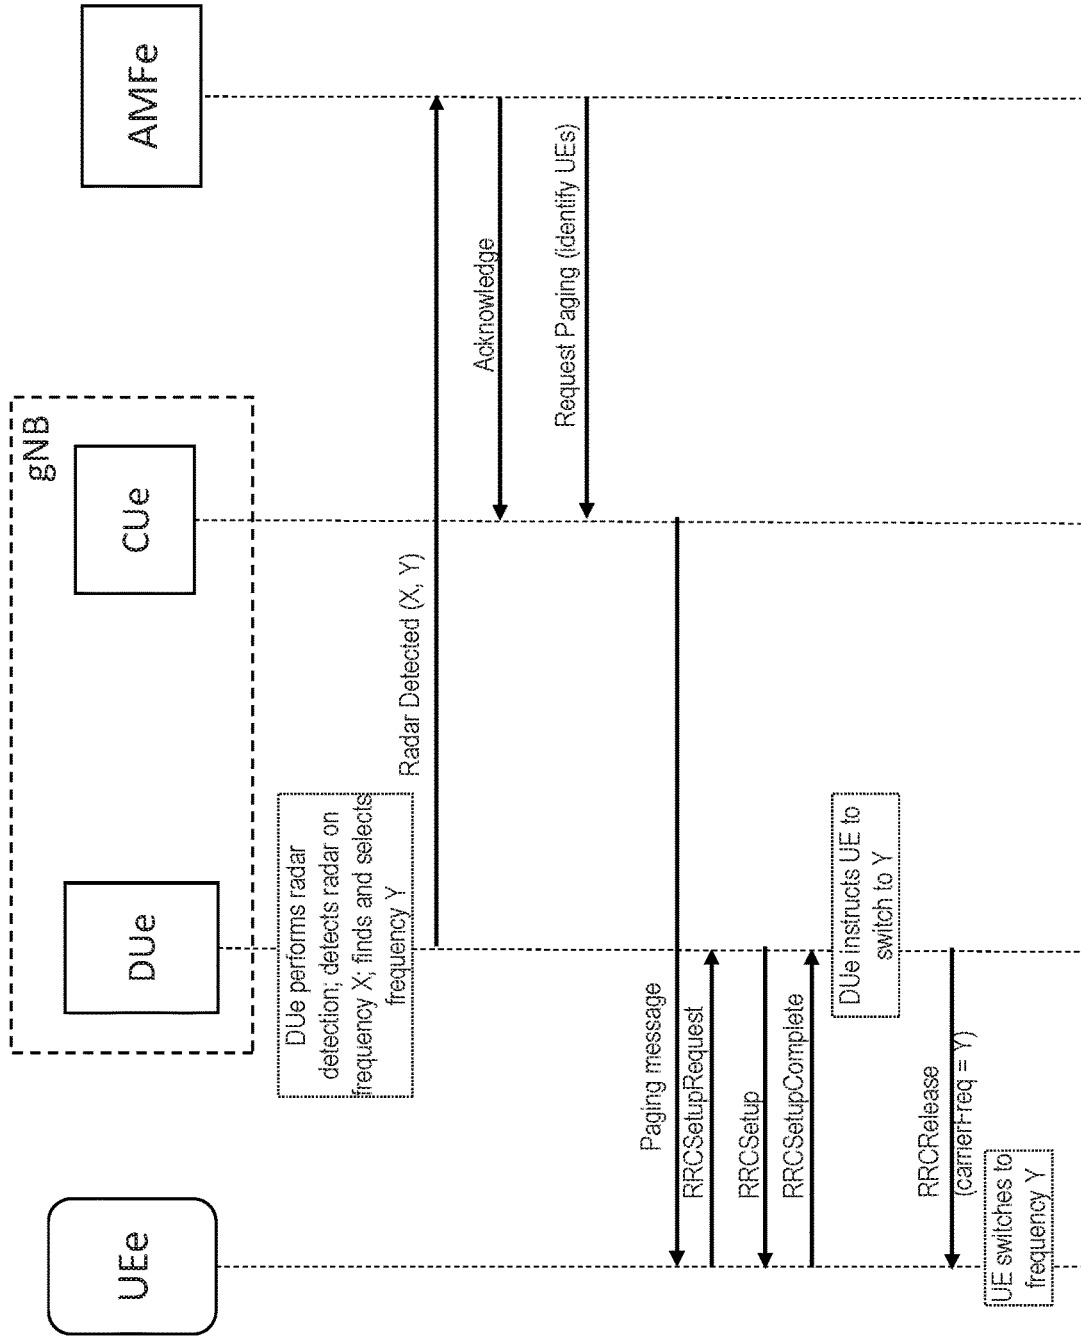 UEe
DUe
gNB
CUe
AMFe
DUe performs radar
detection; detects radar on
frequency X; finds and selects
frequency Y
Radar Detected (X, Y)
Acknowledge
Request Paging (identify UEs)
Paging message
RRCSetupRequest
RRCSetup
RRCSetupComplete
DUe instructs UE to
switch to Y
RRCRelease
(carrierFreq = Y)
UE switches to
frequency Y